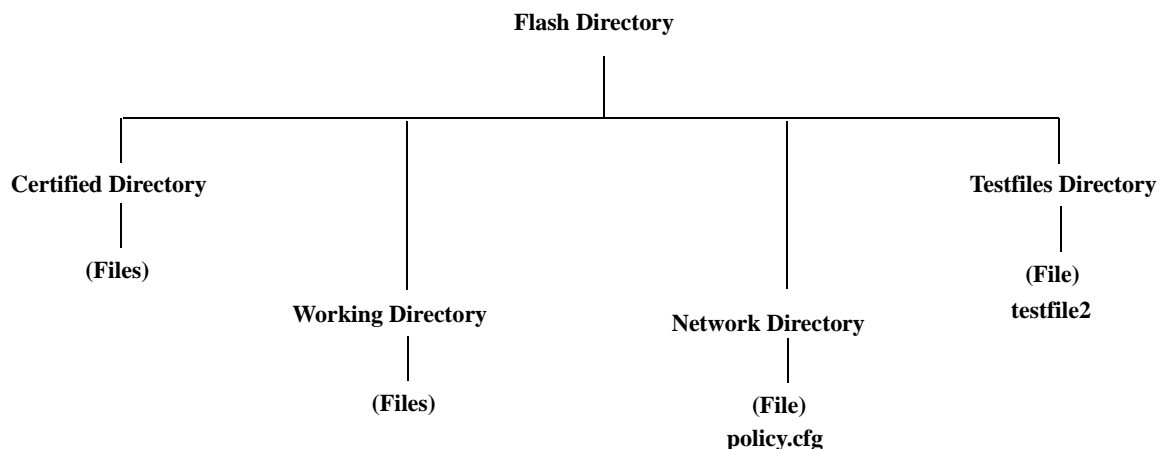 Flash Directory
Certified Directory
(Files)
Working Directory
(Files)
Network Directory
(File)
policy.cfg
Testfiles Directory
(File)
testfile2